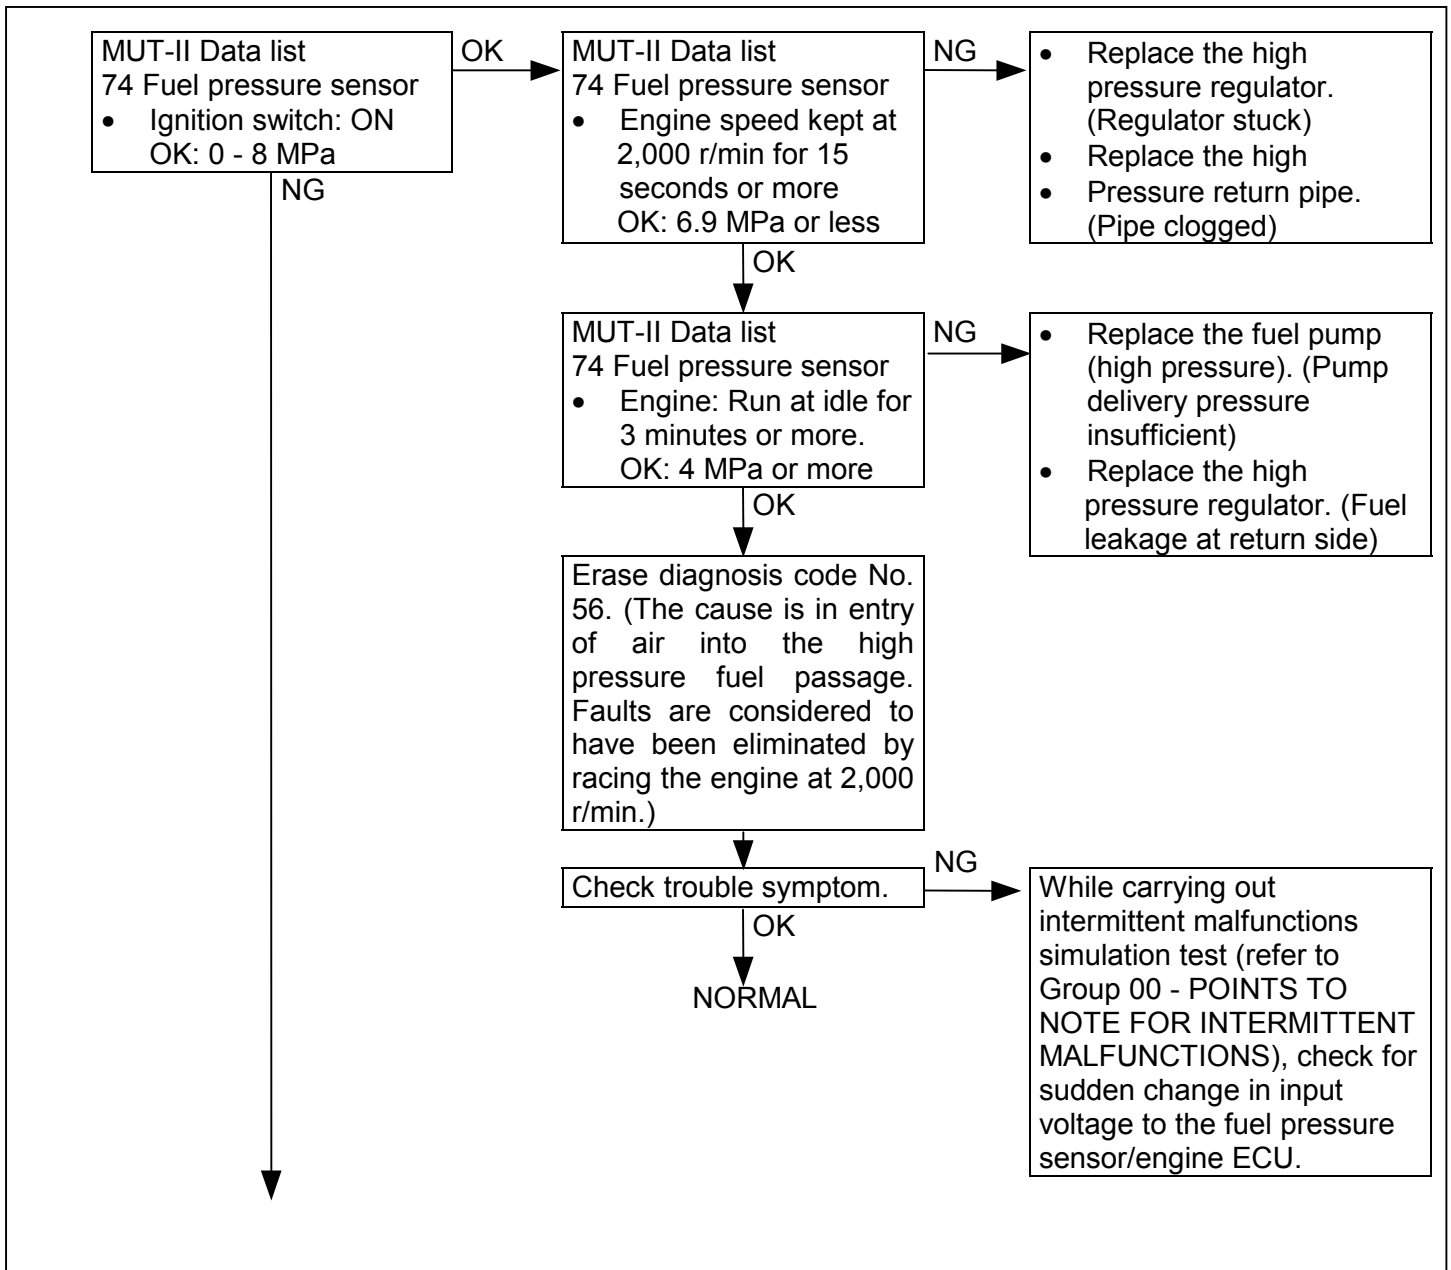 MUT-II Data list
74 Fuel pressure sensor
• Ignition switch: ON
OK: 0 - 8 MPa
OK
NG
MUT-II Data list
74 Fuel pressure sensor
• Engine speed kept at
2,000 r/min for 15
seconds or more
OK: 6.9 MPa or less
NG
• Replace the high
pressure regulator.
(Regulator stuck)
• Replace the high
• Pressure return pipe.
(Pipe clogged)
OK
MUT-II Data list
74 Fuel pressure sensor
• Engine: Run at idle for
3 minutes or more.
OK: 4 MPa or more
NG
• Replace the fuel pump
(high pressure). (Pump
delivery pressure
insufficient)
• Replace the high
pressure regulator. (Fuel
leakage at return side)
OK
Erase diagnosis code No.
56. (The cause is in entry
of air into the high
pressure fuel passage.
Faults are considered to
have been eliminated by
racing the engine at 2,000
r/min.)
Check trouble symptom.
NG
While carrying out
intermittent malfunctions
simulation test (refer to
Group 00 - POINTS TO
NOTE FOR INTERMITTENT
MALFUNCTIONS), check for
sudden change in input
voltage to the fuel pressure
sensor/engine ECU.
OK
NORMAL